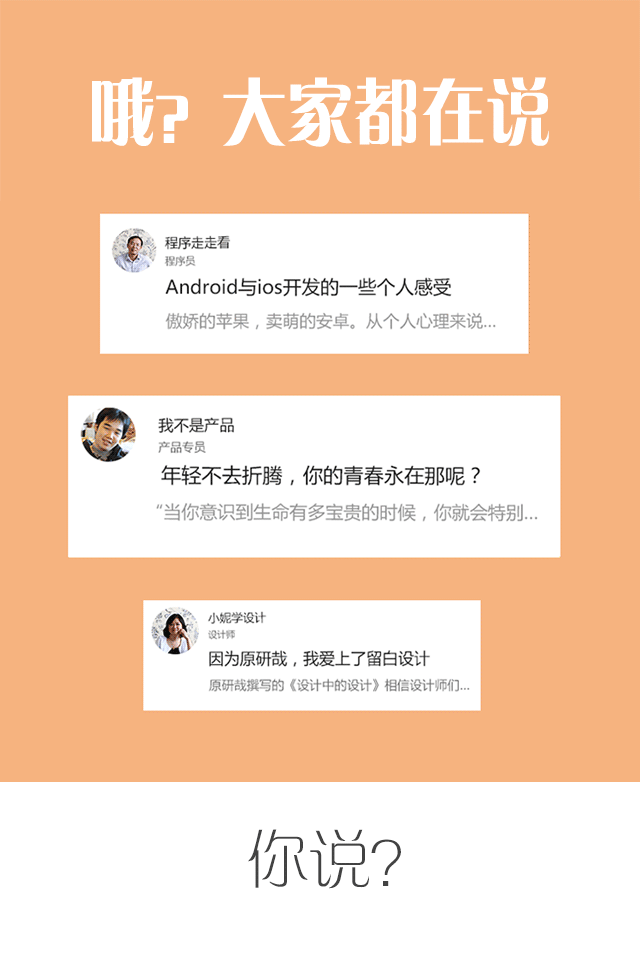 哦? 大家都在说
程序走走看
程序员
Android与ios开发的一些个人感受
傲娇的苹果，卖萌的安卓。从个人心理来说...
我不是产品
产品专员
年轻不去折腾，你的青春永在那呢？
“当你意识到生命有多宝贵的时候，你就会特别...
小妮学设计
设计师
因为原研哉，我爱上了留白设计
原研哉撰写的《设计中的设计》相信设计师们...
你说?